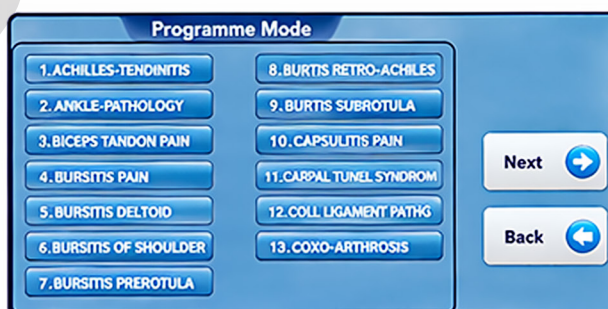 Programme Mode
1.ACHILLES-TENDINITIS
2.ANKLE-PATHOLOGY
3.BICEPS TANDON PAIN
4.BURSITIS PAIN
5.BURSITIS DELTOID
6.BURSITIS OF SHOULDER
7.BURSITIS PREROTULA
8.BURTIS RETRO-ACHILES
9.BURTIS SUBROTULA
10.CAPSULITIS PAIN
11.CARPAL TUNEL SYNDROM
12.COLL LIGAMENT PATHG
13.COXO-ARTHROSIS
Next
Back